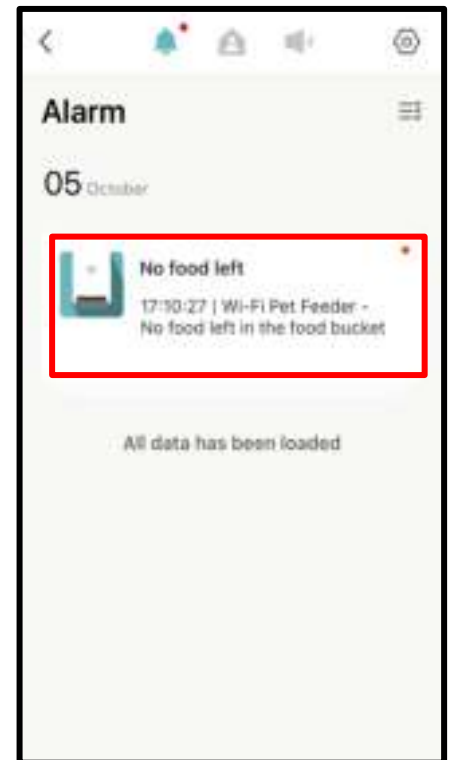 Alarm
05 October
No food left
17:10:27 | Wi-Fi Pet Feeder -
No food left in the food bucket
All data has been loaded